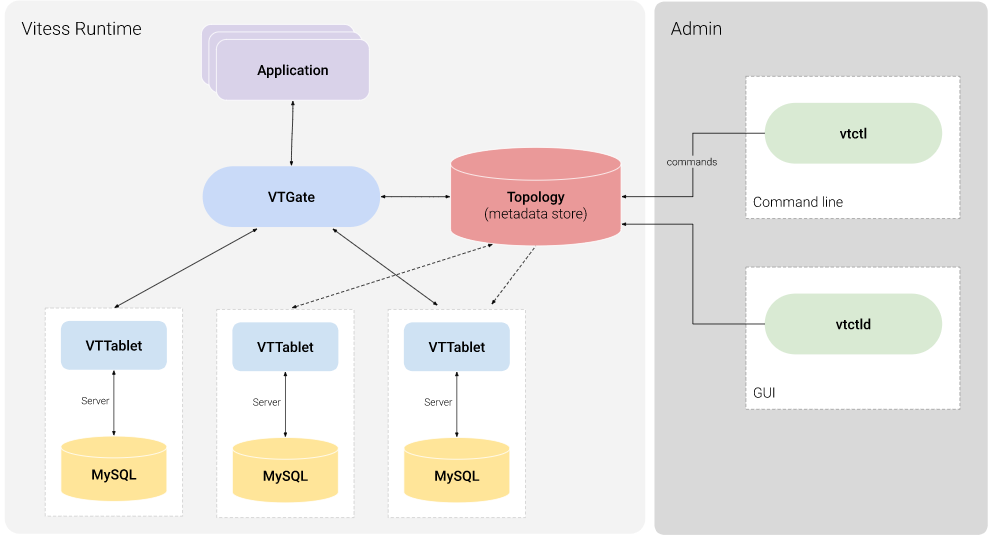 Vitess Runtime
Application
VTGate
Topology
(metadata store)
VTTablet
Server
MySQL
VTTablet
Server
MySQL
VTTablet
Server
MySQL
Admin
commands
vtctl
Command line
vtctld
GUI